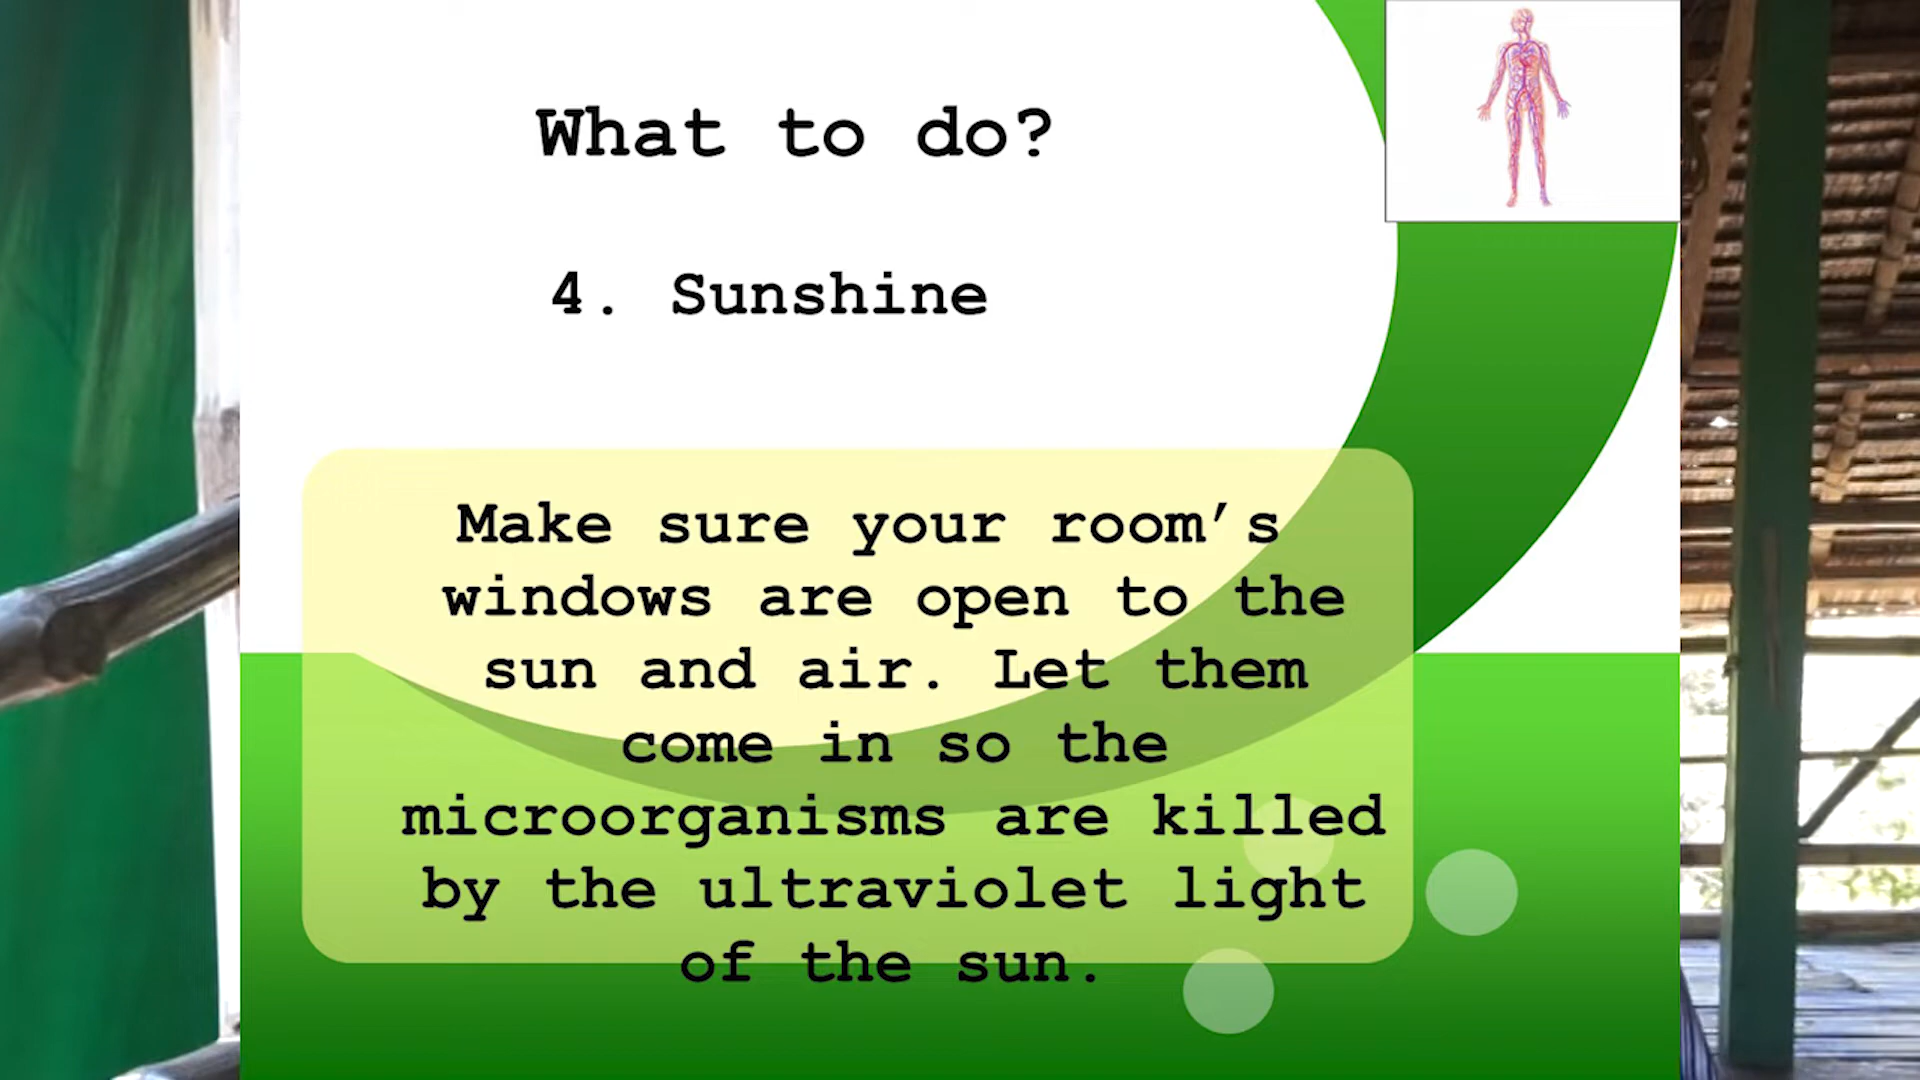 What to do?
4. Sunshine
Make sure your room’s
windows are open to the
sun and air. Let them
come in so the
microorganisms are killed
by the ultraviolet light
of the sun.